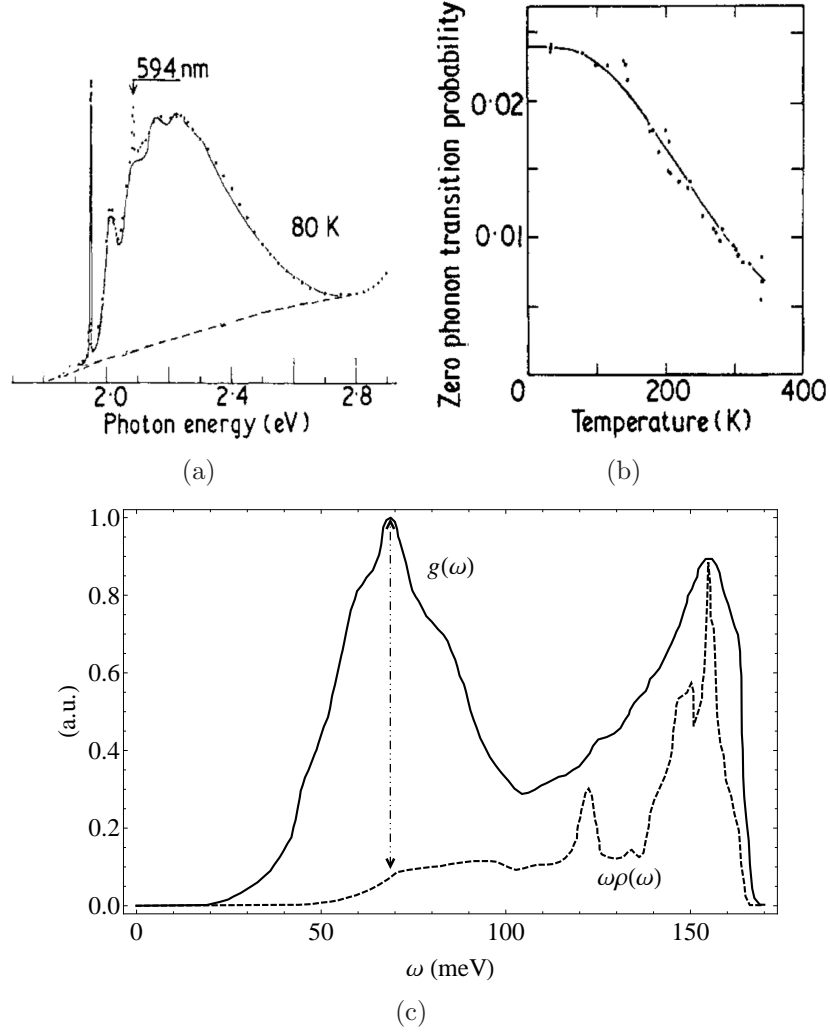 594 nm
80 K
2·0
2·4
2·8
Photon energy (eV)
(a)
Zero phonon transition probability
0·02
0·01
0
200
400
Temperature (K)
(b)
1.0
0.8
0.6
0.4
0.2
0.0
(a.u.)
g(ω)
ωρ(ω)
0
50
100
150
ω (meV)
(c)